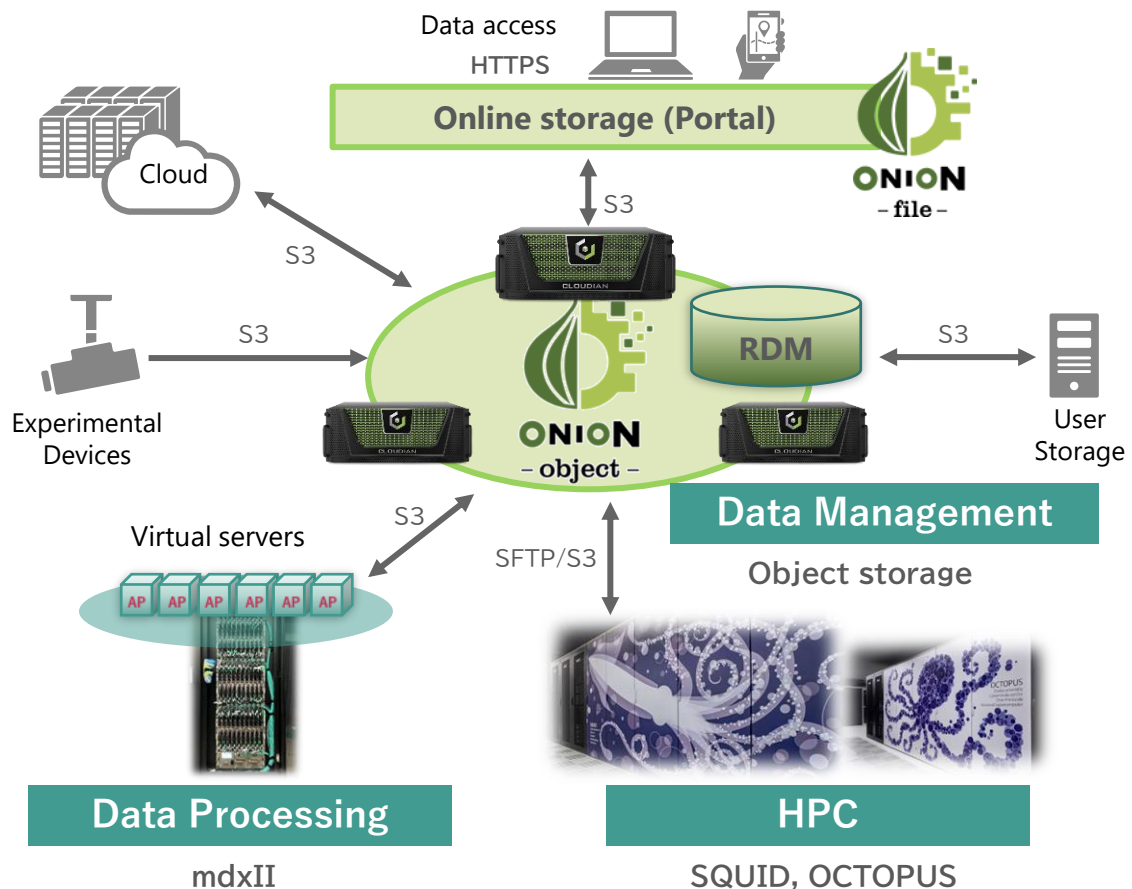 Data access
HTTPS
Online storage (Portal)
ONION
– file –
Cloud
S3
S3
CLOUDIAN
S3
RDM
S3
Experimental
Devices
User
Storage
CLOUDIAN
ONION
– object –
CLOUDIAN
S3
Data Management
Virtual servers
SFTP/S3
Object storage
AP AP AP AP AP AP
OCTOPUS
Data Processing
HPC
mdxII
SQUID, OCTOPUS